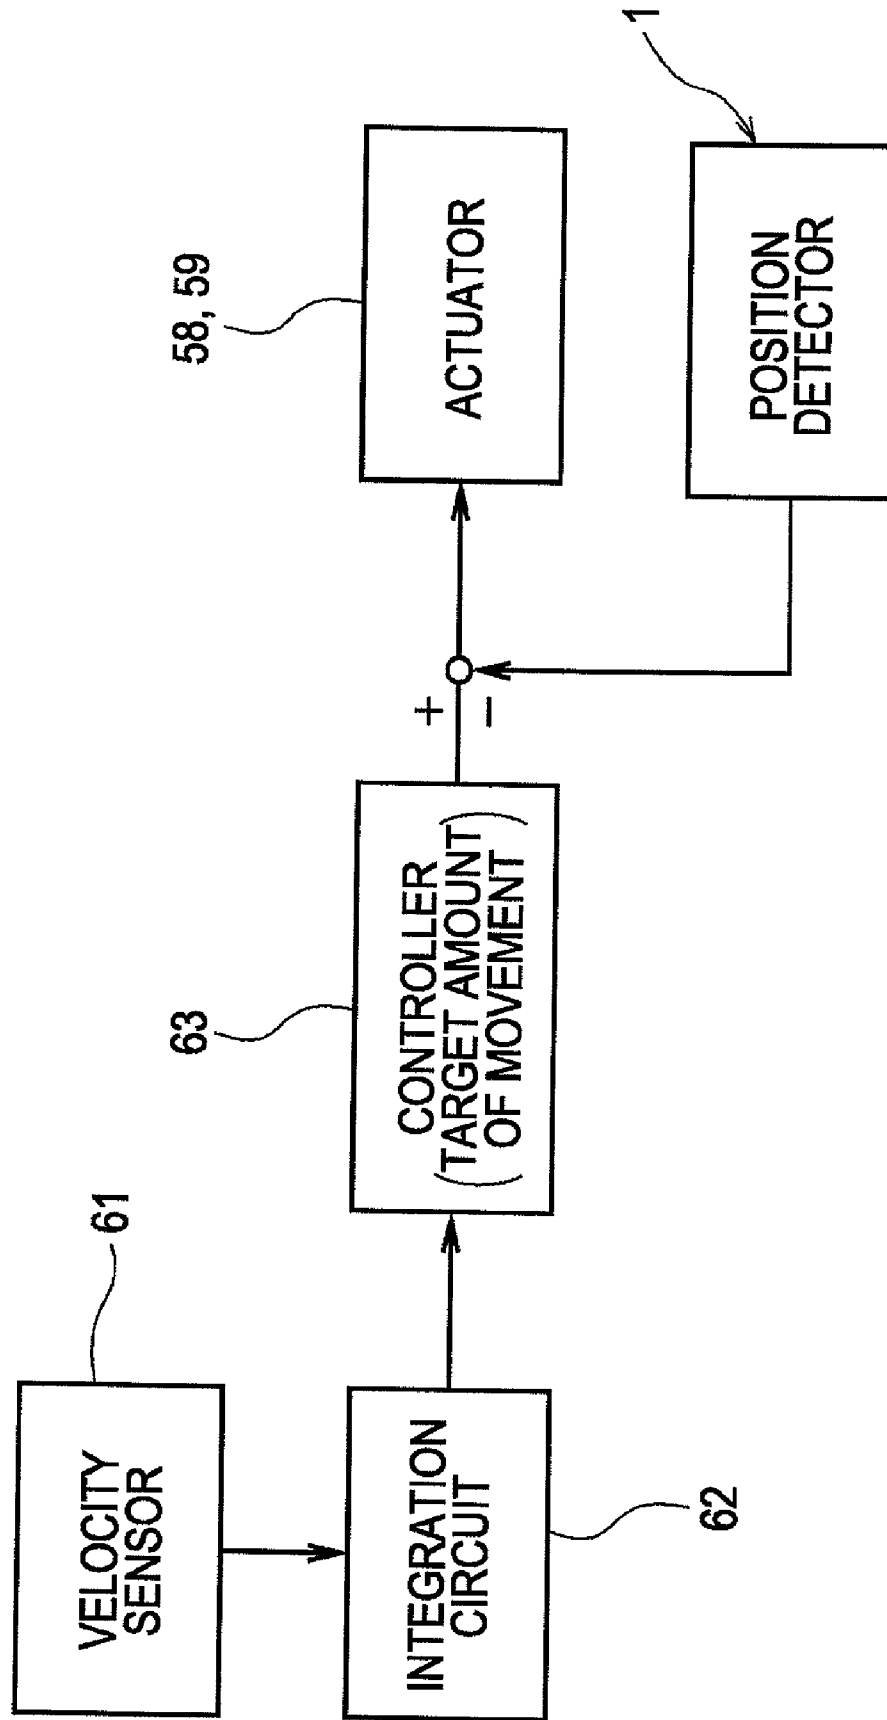 61
VELOCITY
SENSOR
INTEGRATION
CIRCUIT
62
63
CONTROLLER
(TARGET AMOUNT
OF MOVEMENT)
+
−
58, 59
ACTUATOR
1
POSITION
DETECTOR